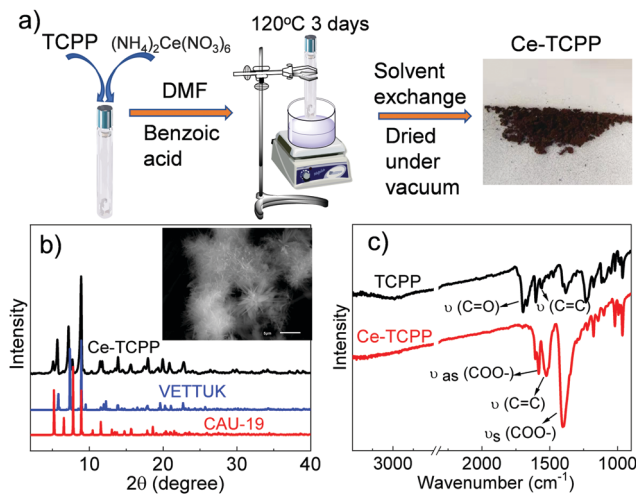 a)
TCPP (NH₄)₂Ce(NO₃)₆
DMF
Benzoic
acid
120°C 3 days
Solvent
exchange
Dried
under
vacuum
Ce-TCPP
b)
Intensity
Ce-TCPP
VETTUK
CAU-19
10 20 30 40
2θ (degree)
c)
Intensity
TCPP
υ (C=O) υ (C=C)
Ce-TCPP
υ as (COO-)
υ (C=C)
υs (COO-)
3000 2000 1500 1000
Wavenumber (cm⁻¹)